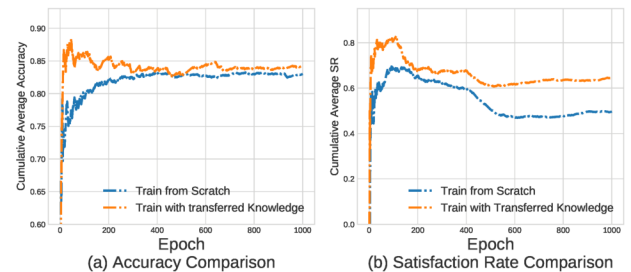 Cumulative Average Accuracy
0.90
0.85
0.80
0.75
0.70
0.65
0.60
Train from Scratch
Train with transferred Knowledge
0 200 400 600 800 1000
Epoch
(a) Accuracy Comparison
Cumulative Average SR
0.8
0.6
0.4
0.2
0.0
Train from Scratch
Train with Transferred Knowledge
0 200 400 600 800 1000
Epoch
(b) Satisfaction Rate Comparison